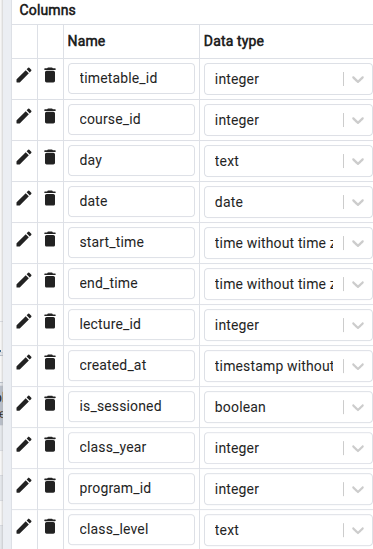 Columns
Name Data type
timetable_id integer
course_id integer
day text
date date
start_time time without time z
end_time time without time z
lecture_id integer
created_at timestamp without
is_sessioned boolean
class_year integer
program_id integer
class_level text